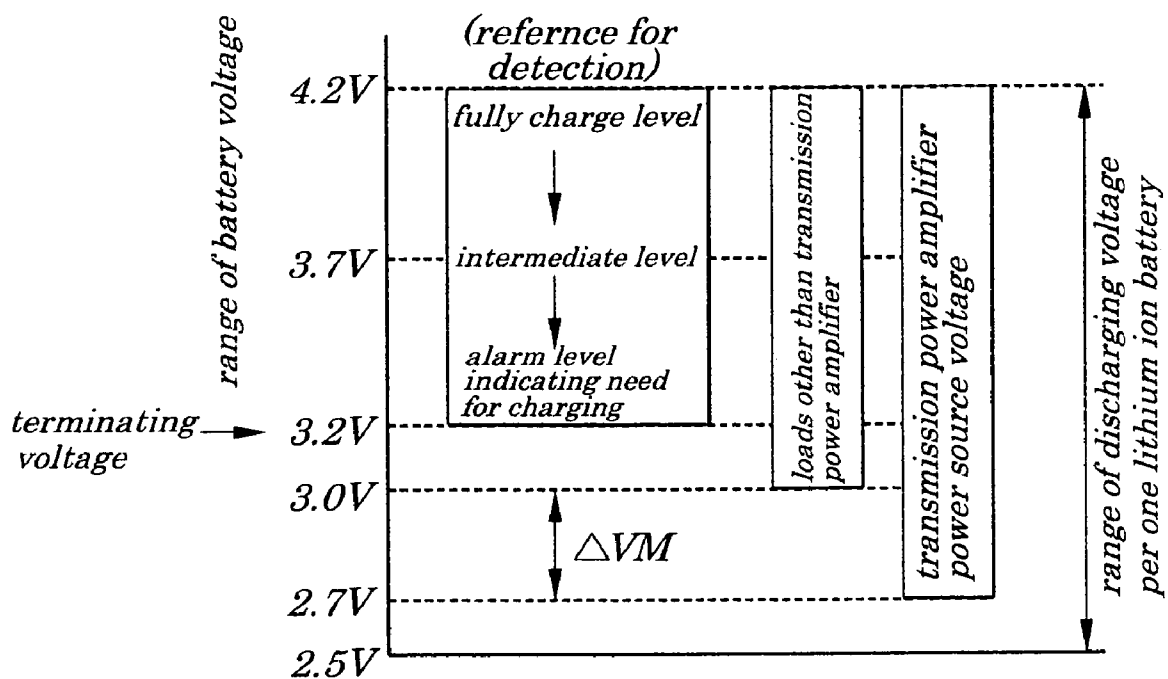 (refernce for
detection)
range of battery voltage
4.2V
fully charge level
3.7V
intermediate level
alarm level
indicating need
for charging
terminating
voltage
3.2V
3.0V
△VM
2.7V
2.5V
loads other than transmission
power amplifier
transmission power amplifier
power source voltage
range of discharging voltage
per one lithium ion battery